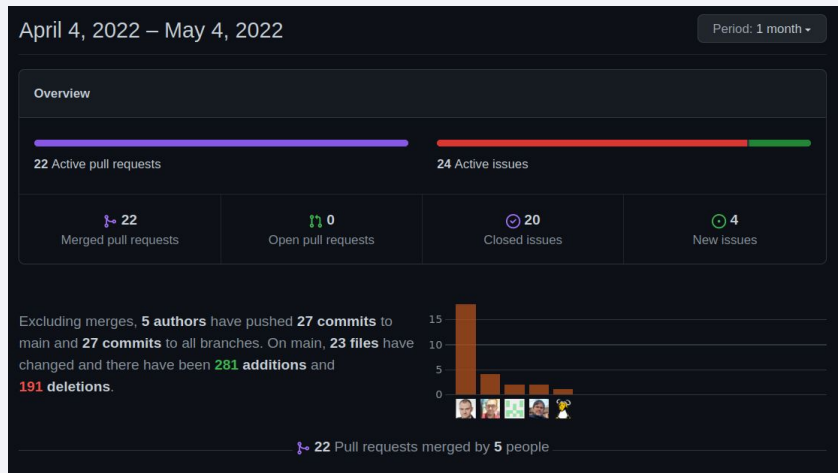 April 4, 2022 – May 4, 2022
Period: 1 month
Overview
22 Active pull requests
24 Active issues
22
Merged pull requests
0
Open pull requests
20
Closed issues
4
New issues
Excluding merges, 5 authors have pushed 27 commits to
main and 27 commits to all branches. On main, 23 files have
changed and there have been 281 additions and
191 deletions.
15
10
5
0
22 Pull requests merged by 5 people